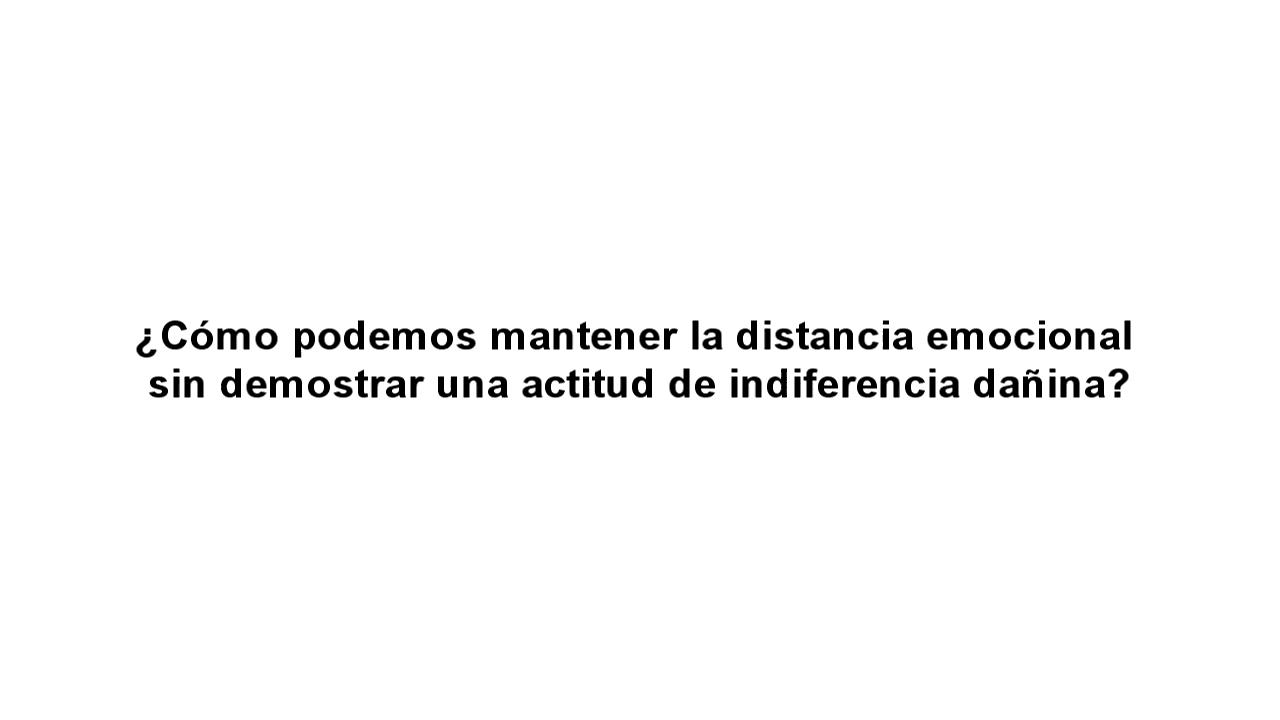 ¿Cómo podemos mantener la distancia emocional
sin demostrar una actitud de indiferencia dañina?